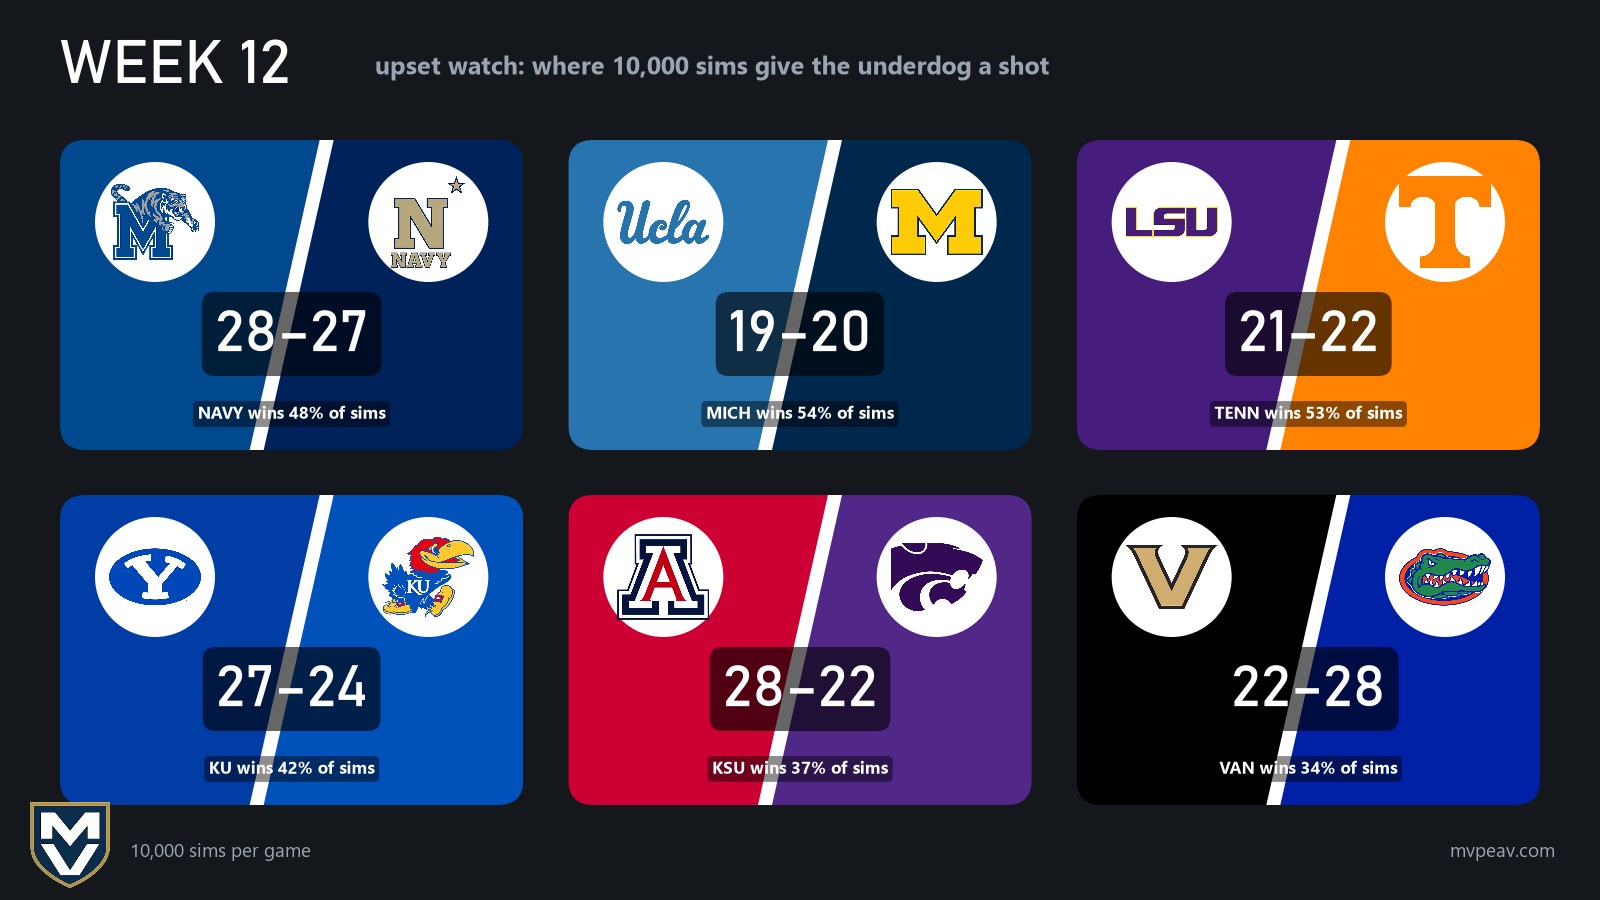 WEEK 12
upset watch: where 10,000 sims give the underdog a shot
M
N
NAVY
28-27
NAVY wins 48% of sims
Ucla
M
19-20
MICH wins 54% of sims
LSU
T
21-22
TENN wins 53% of sims
Y
KU
27-24
KU wins 42% of sims
A
28-22
KSU wins 37% of sims
V
22-28
VAN wins 34% of sims
MV
10,000 sims per game
mvpeav.com